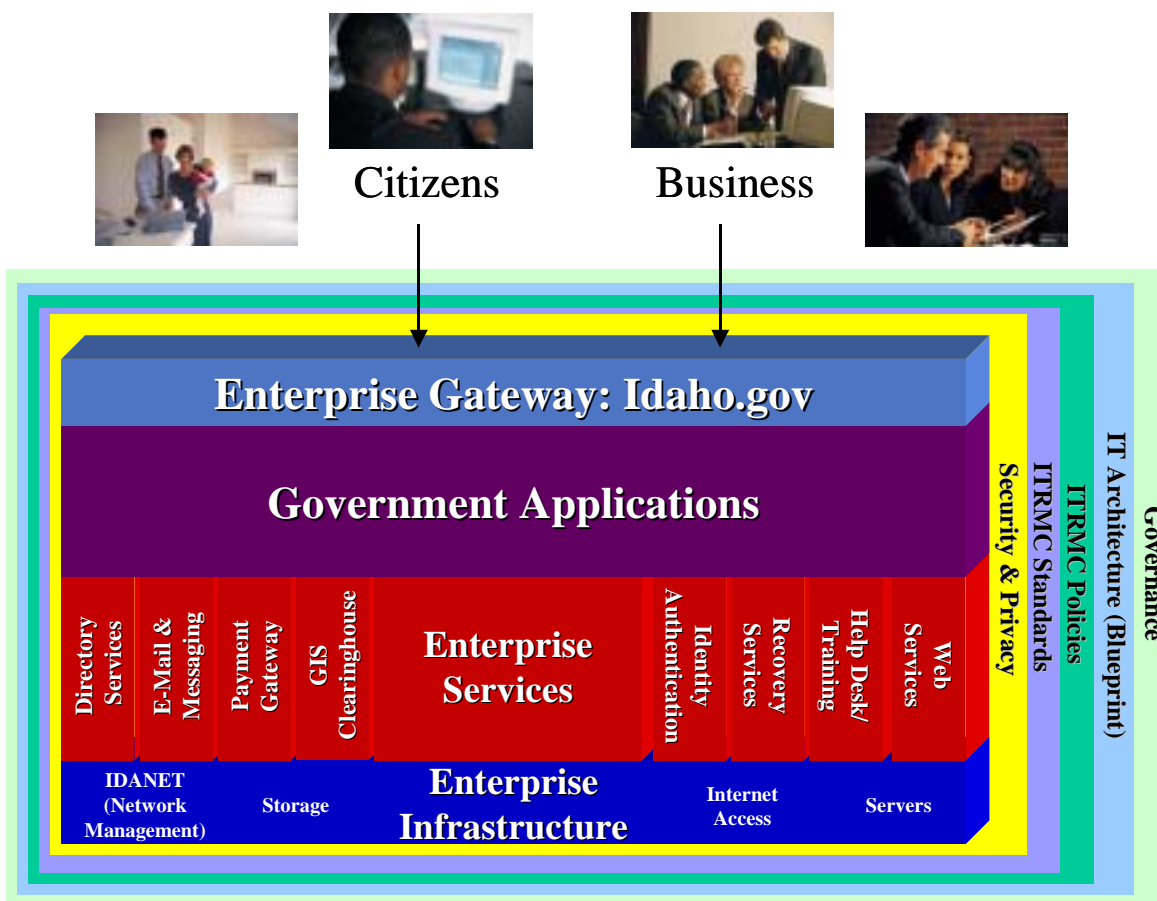 Citizens
Business
Enterprise Gateway: Idaho.gov
Government Applications
Directory
Services
E-Mail &
Messaging
Payment
Gateway
GIS
Clearinghouse
Enterprise
Services
Identity
Authentication
Recovery
Services
Help Desk/
Training
Web
Services
IDANET
(Network
Management)
Storage
Enterprise
Infrastructure
Internet
Access
Servers
Security & Privacy
ITRMC Standards
ITRMC Policies
IT Architecture (Blueprint)
Governance